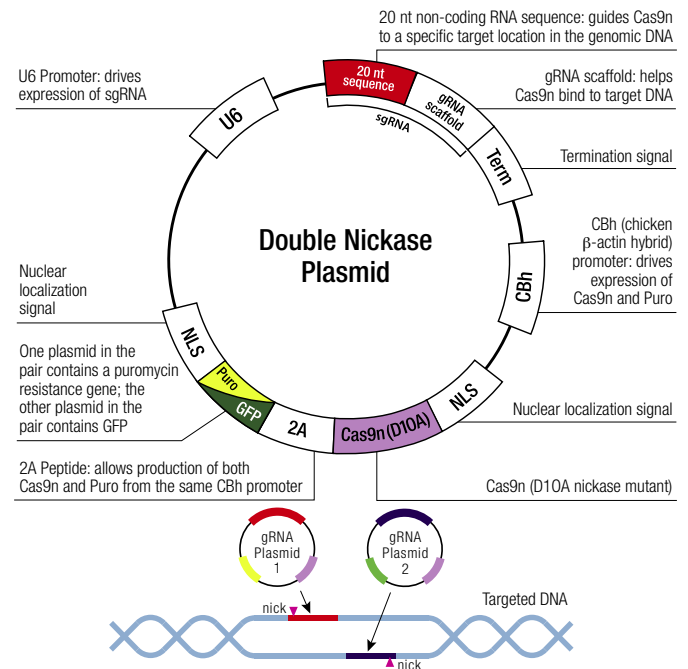 20 nt non-coding RNA sequence: guides Cas9n
to a specific target location in the genomic DNA
U6 Promoter: drives
expression of sgRNA
gRNA scaffold: helps
Cas9n bind to target DNA
20 nt
sequence
gRNA
scaffold
sgRNA
U6
Term
Termination signal
Double Nickase
Plasmid
CBh (chicken
β-actin hybrid)
promoter: drives
expression of
Cas9n and Puro
CBh
Nuclear
localization
signal
NLS
One plasmid in the
pair contains a puromycin
resistance gene; the
other plasmid in the
pair contains GFP
Puro
GFP
2A
Cas9n (D10A)
NLS
Nuclear localization signal
2A Peptide: allows production of both
Cas9n and Puro from the same CBh promoter
Cas9n (D10A nickase mutant)
gRNA
Plasmid
1
gRNA
Plasmid
2
Targeted DNA
nick
nick